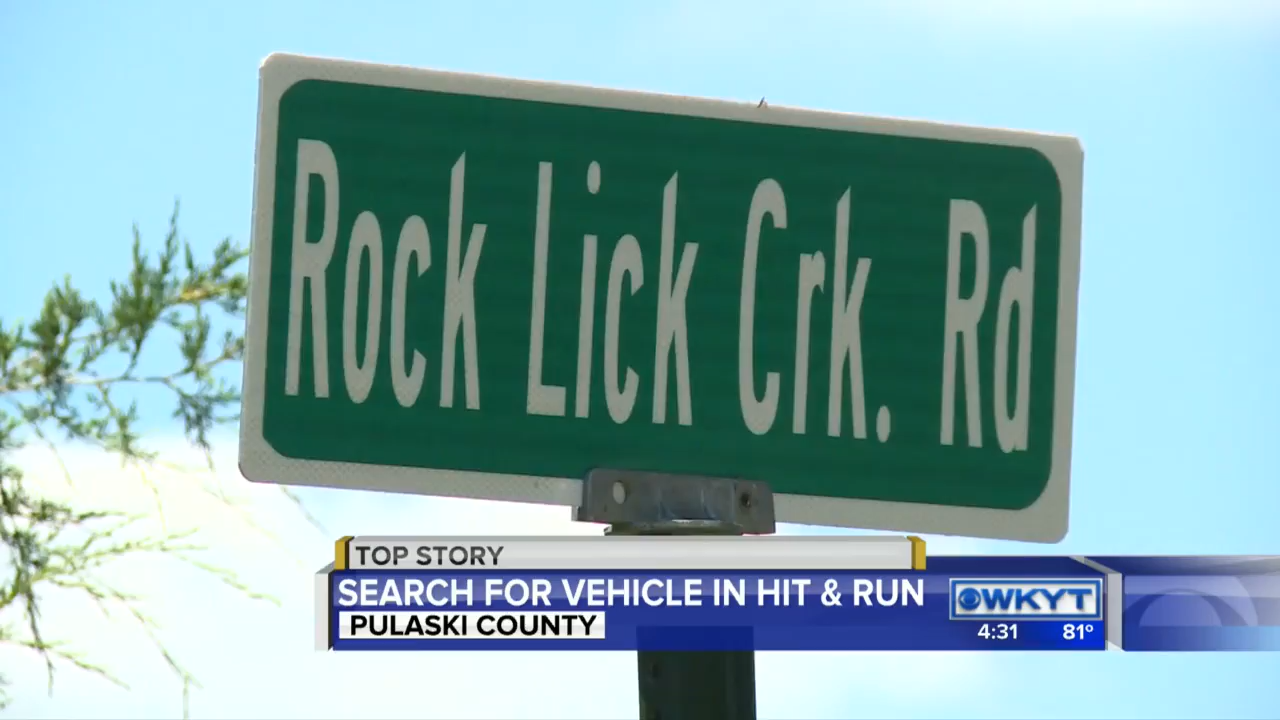 Rock Lick Crk. Rd
TOP STORY
SEARCH FOR VEHICLE IN HIT & RUN
PULASKI COUNTY
WKYT
4:31 81°